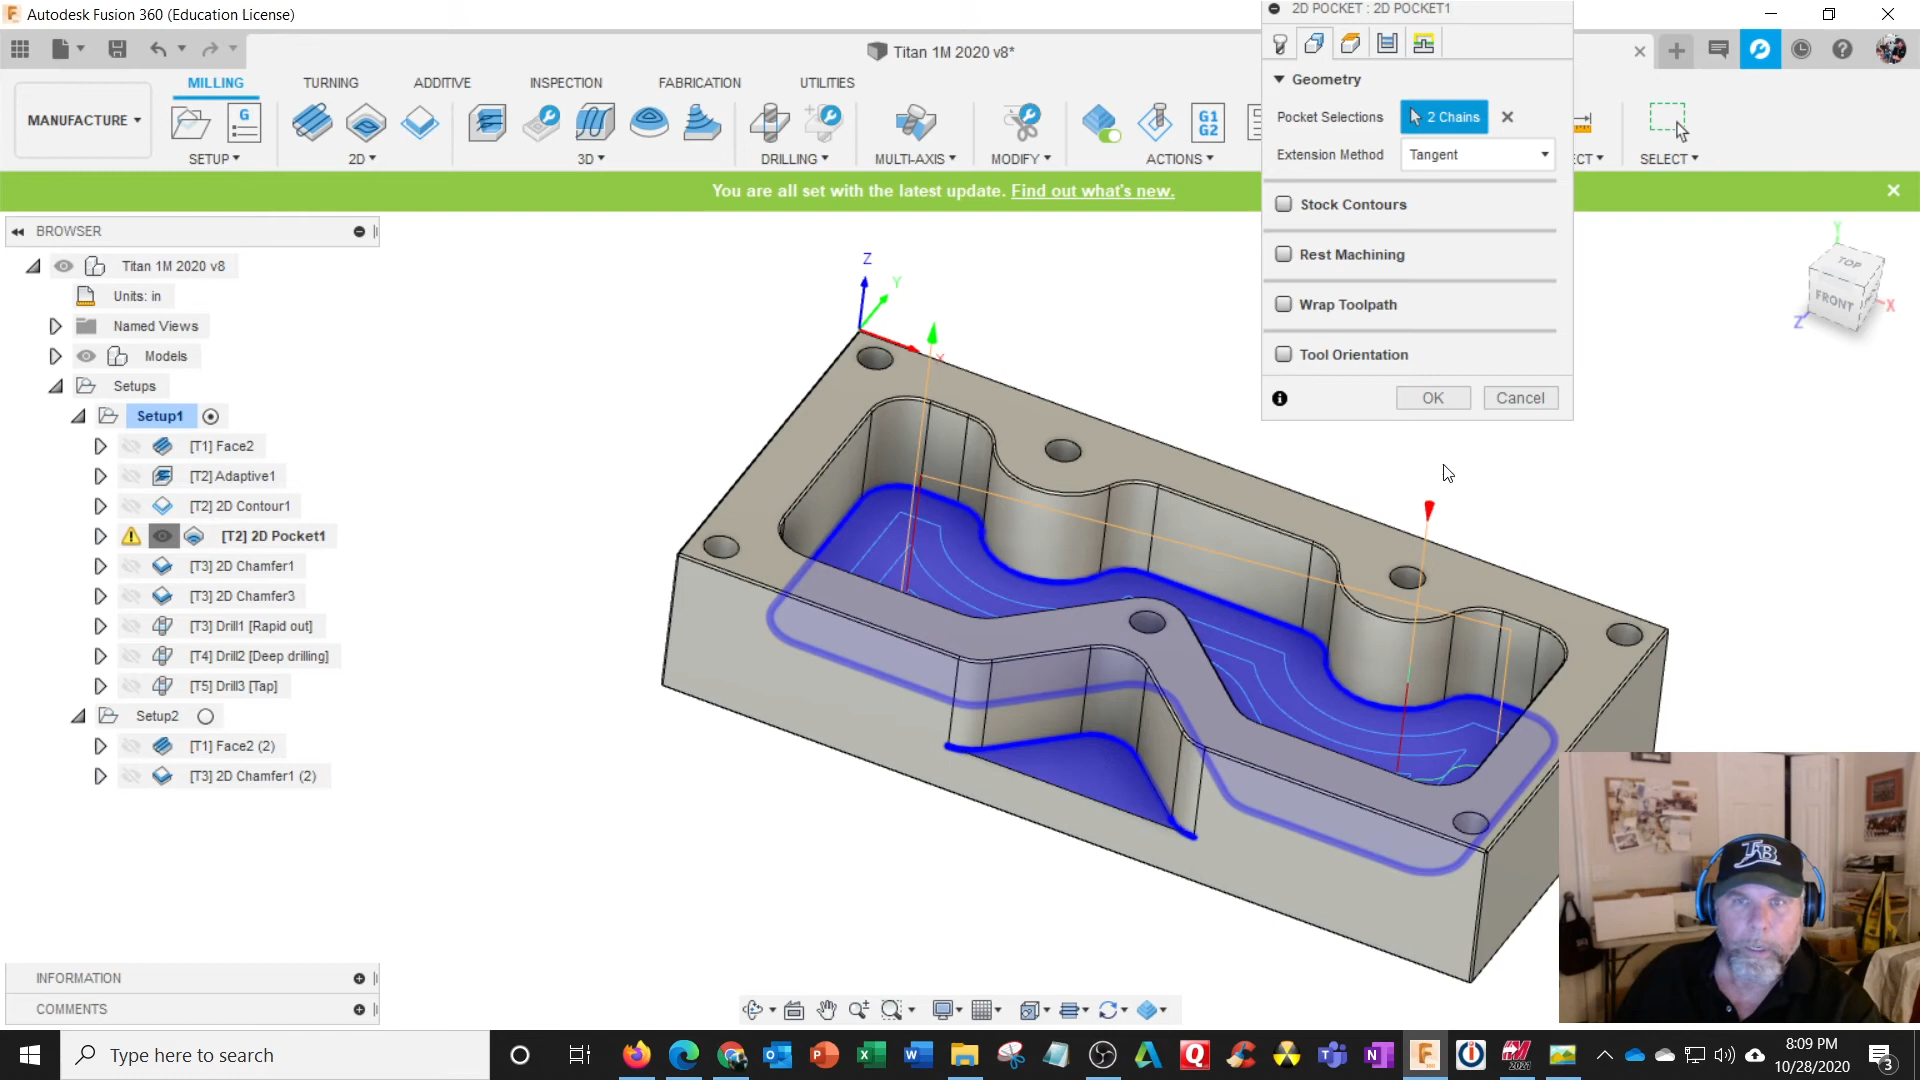 Autodesk Fusion 360 (Education License)
2D POCKET : 2D POCKET1
Titan 1M 2020 v8*
MILLING
TURNING
ADDITIVE
INSPECTION
FABRICATION
UTILITIES
MANUFACTURE
G
G1
G2
SETUP
2D
3D
DRILLING
MULTI-AXIS
MODIFY
ACTIONS
CT
SELECT
Geometry
Pocket Selections
2 Chains
Extension Method
Tangent
Stock Contours
Rest Machining
Wrap Toolpath
Tool Orientation
OK
Cancel
You are all set with the latest update. Find out what's new.
BROWSER
Titan 1M 2020 v8
Units: in
Named Views
Models
Setups
Setup1
[T1] Face2
[T2] Adaptive1
[T2] 2D Contour1
[T2] 2D Pocket1
[T3] 2D Chamfer1
[T3] 2D Chamfer3
[T3] Drill1 [Rapid out]
[T4] Drill2 [Deep drilling]
[T5] Drill3 [Tap]
Setup2
[T1] Face2 (2)
[T3] 2D Chamfer1 (2)
Z
Y
X
Y
TOP
FRONT
X
Z
TB
INFORMATION
COMMENTS
Type here to search
8:09 PM
10/28/2020
3